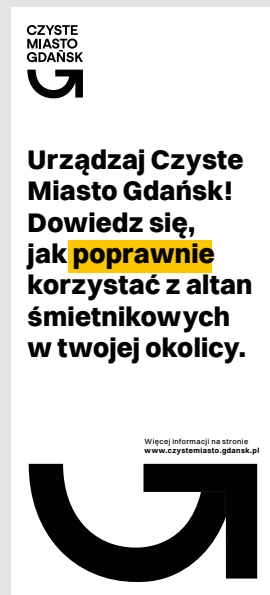 CZYSTE
MIASTO
GDAŃSK
Urządzaj Czyste
Miasto Gdańsk!
Dowiedz się,
jak poprawnie
korzystać z altan
śmietnikowych
w twojej okolicy.
Więcej informacji na stronie
www.czystemiasto.gdansk.pl